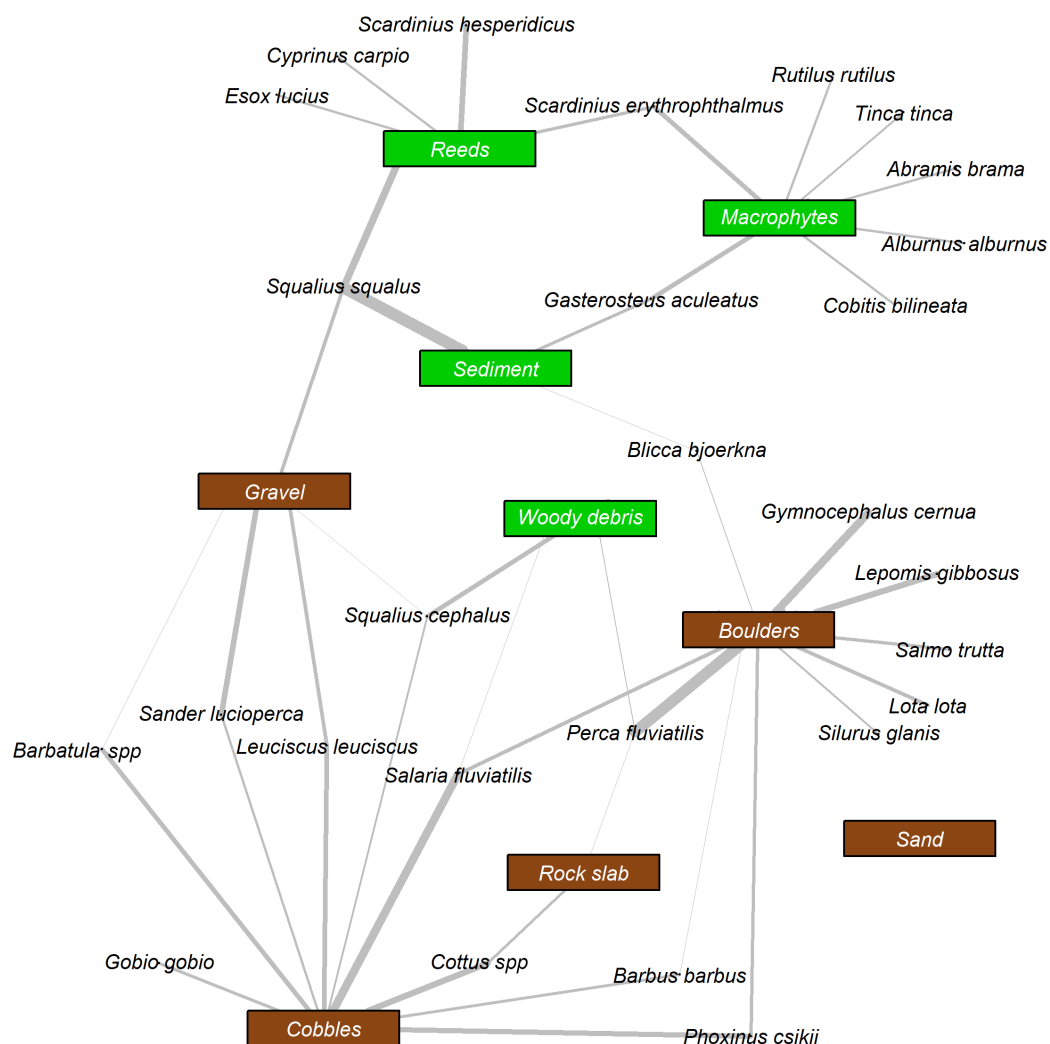 Scardinius hesperidicus
Cyprinus carpio
Rutilus rutilus
Esox lucius
Scardinius erythrophthalmus
Tinca tinca
Reeds
Abramis brama
Macrophytes
Alburnus alburnus
Squalius squalus
Gasterosteus aculeatus
Cobitis bilineata
Sediment
Blicca bjoerkna
Gravel
Woody debris
Gymnocephalus cernua
Lepomis gibbosus
Squalius cephalus
Boulders
Salmo trutta
Lota lota
Sander lucioperca
Perca fluviatilis
Silurus glanis
Barbatula spp
Leuciscus leuciscus
Salaria fluviatilis
Sand
Rock slab
Gobio gobio
Cottus spp
Barbus barbus
Cobbles
Phoxinus csikii